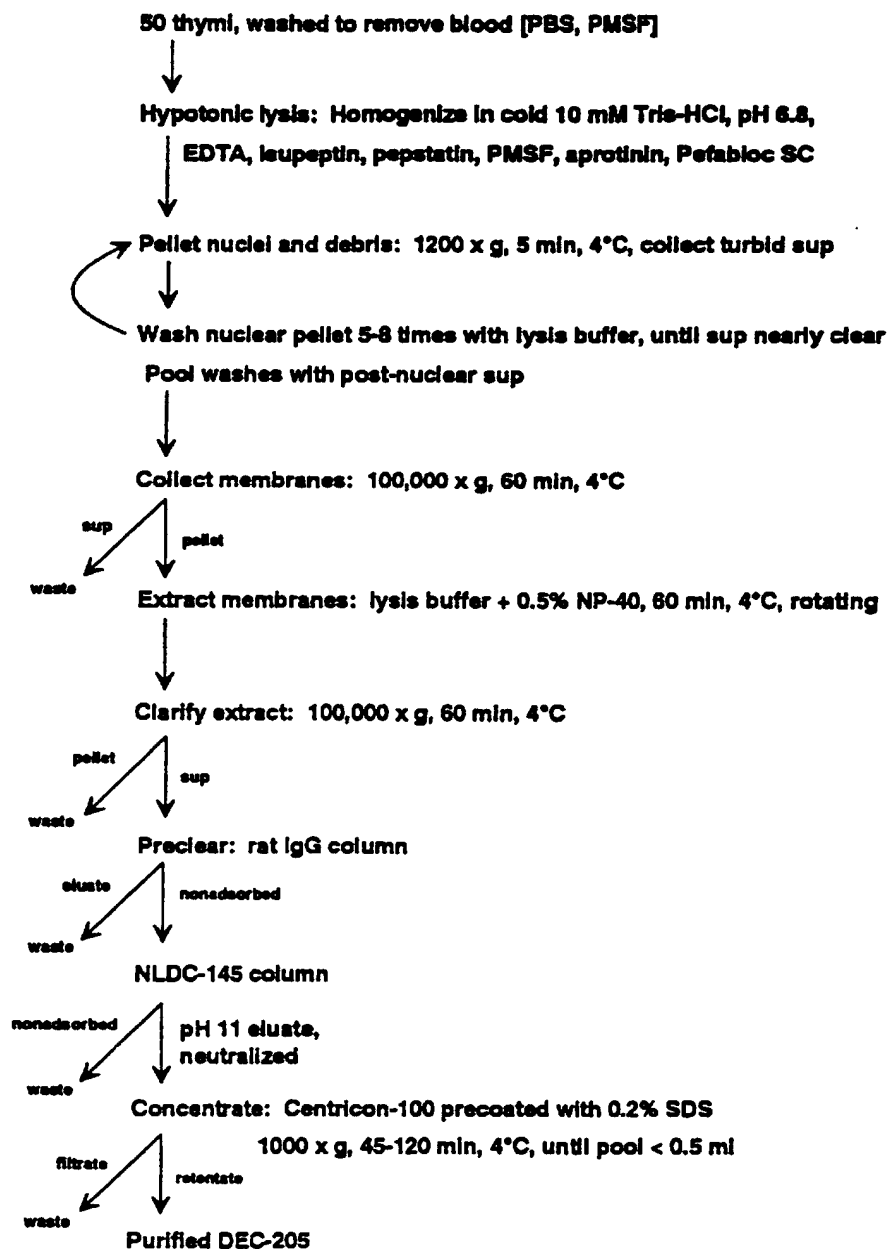 50 thymi, washed to remove blood [PBS, PMSF]
Hypotonic lysis: Homogenize in cold 10 mM Tris-HCl, pH 6.8,
EDTA, leupeptin, pepstatin, PMSF, aprotinin, Pefabloc SC
Pellet nuclei and debris: 1200 x g, 5 min, 4°C, collect turbid sup
Wash nuclear pellet 5-8 times with lysis buffer, until sup nearly clear
Pool washes with post-nuclear sup
Collect membranes: 100,000 x g, 60 min, 4°C
sup
pellet
waste
Extract membranes: lysis buffer + 0.5% NP-40, 60 min, 4°C, rotating
Clarify extract: 100,000 x g, 60 min, 4°C
pellet
sup
waste
Preclear: rat IgG column
eluate
nonadsorbed
waste
NLDC-145 column
nonadsorbed
pH 11 eluate,
neutralized
waste
Concentrate: Centricon-100 precoated with 0.2% SDS
1000 x g, 45-120 min, 4°C, until pool < 0.5 ml
filtrate
retentate
waste
Purified DEC-205